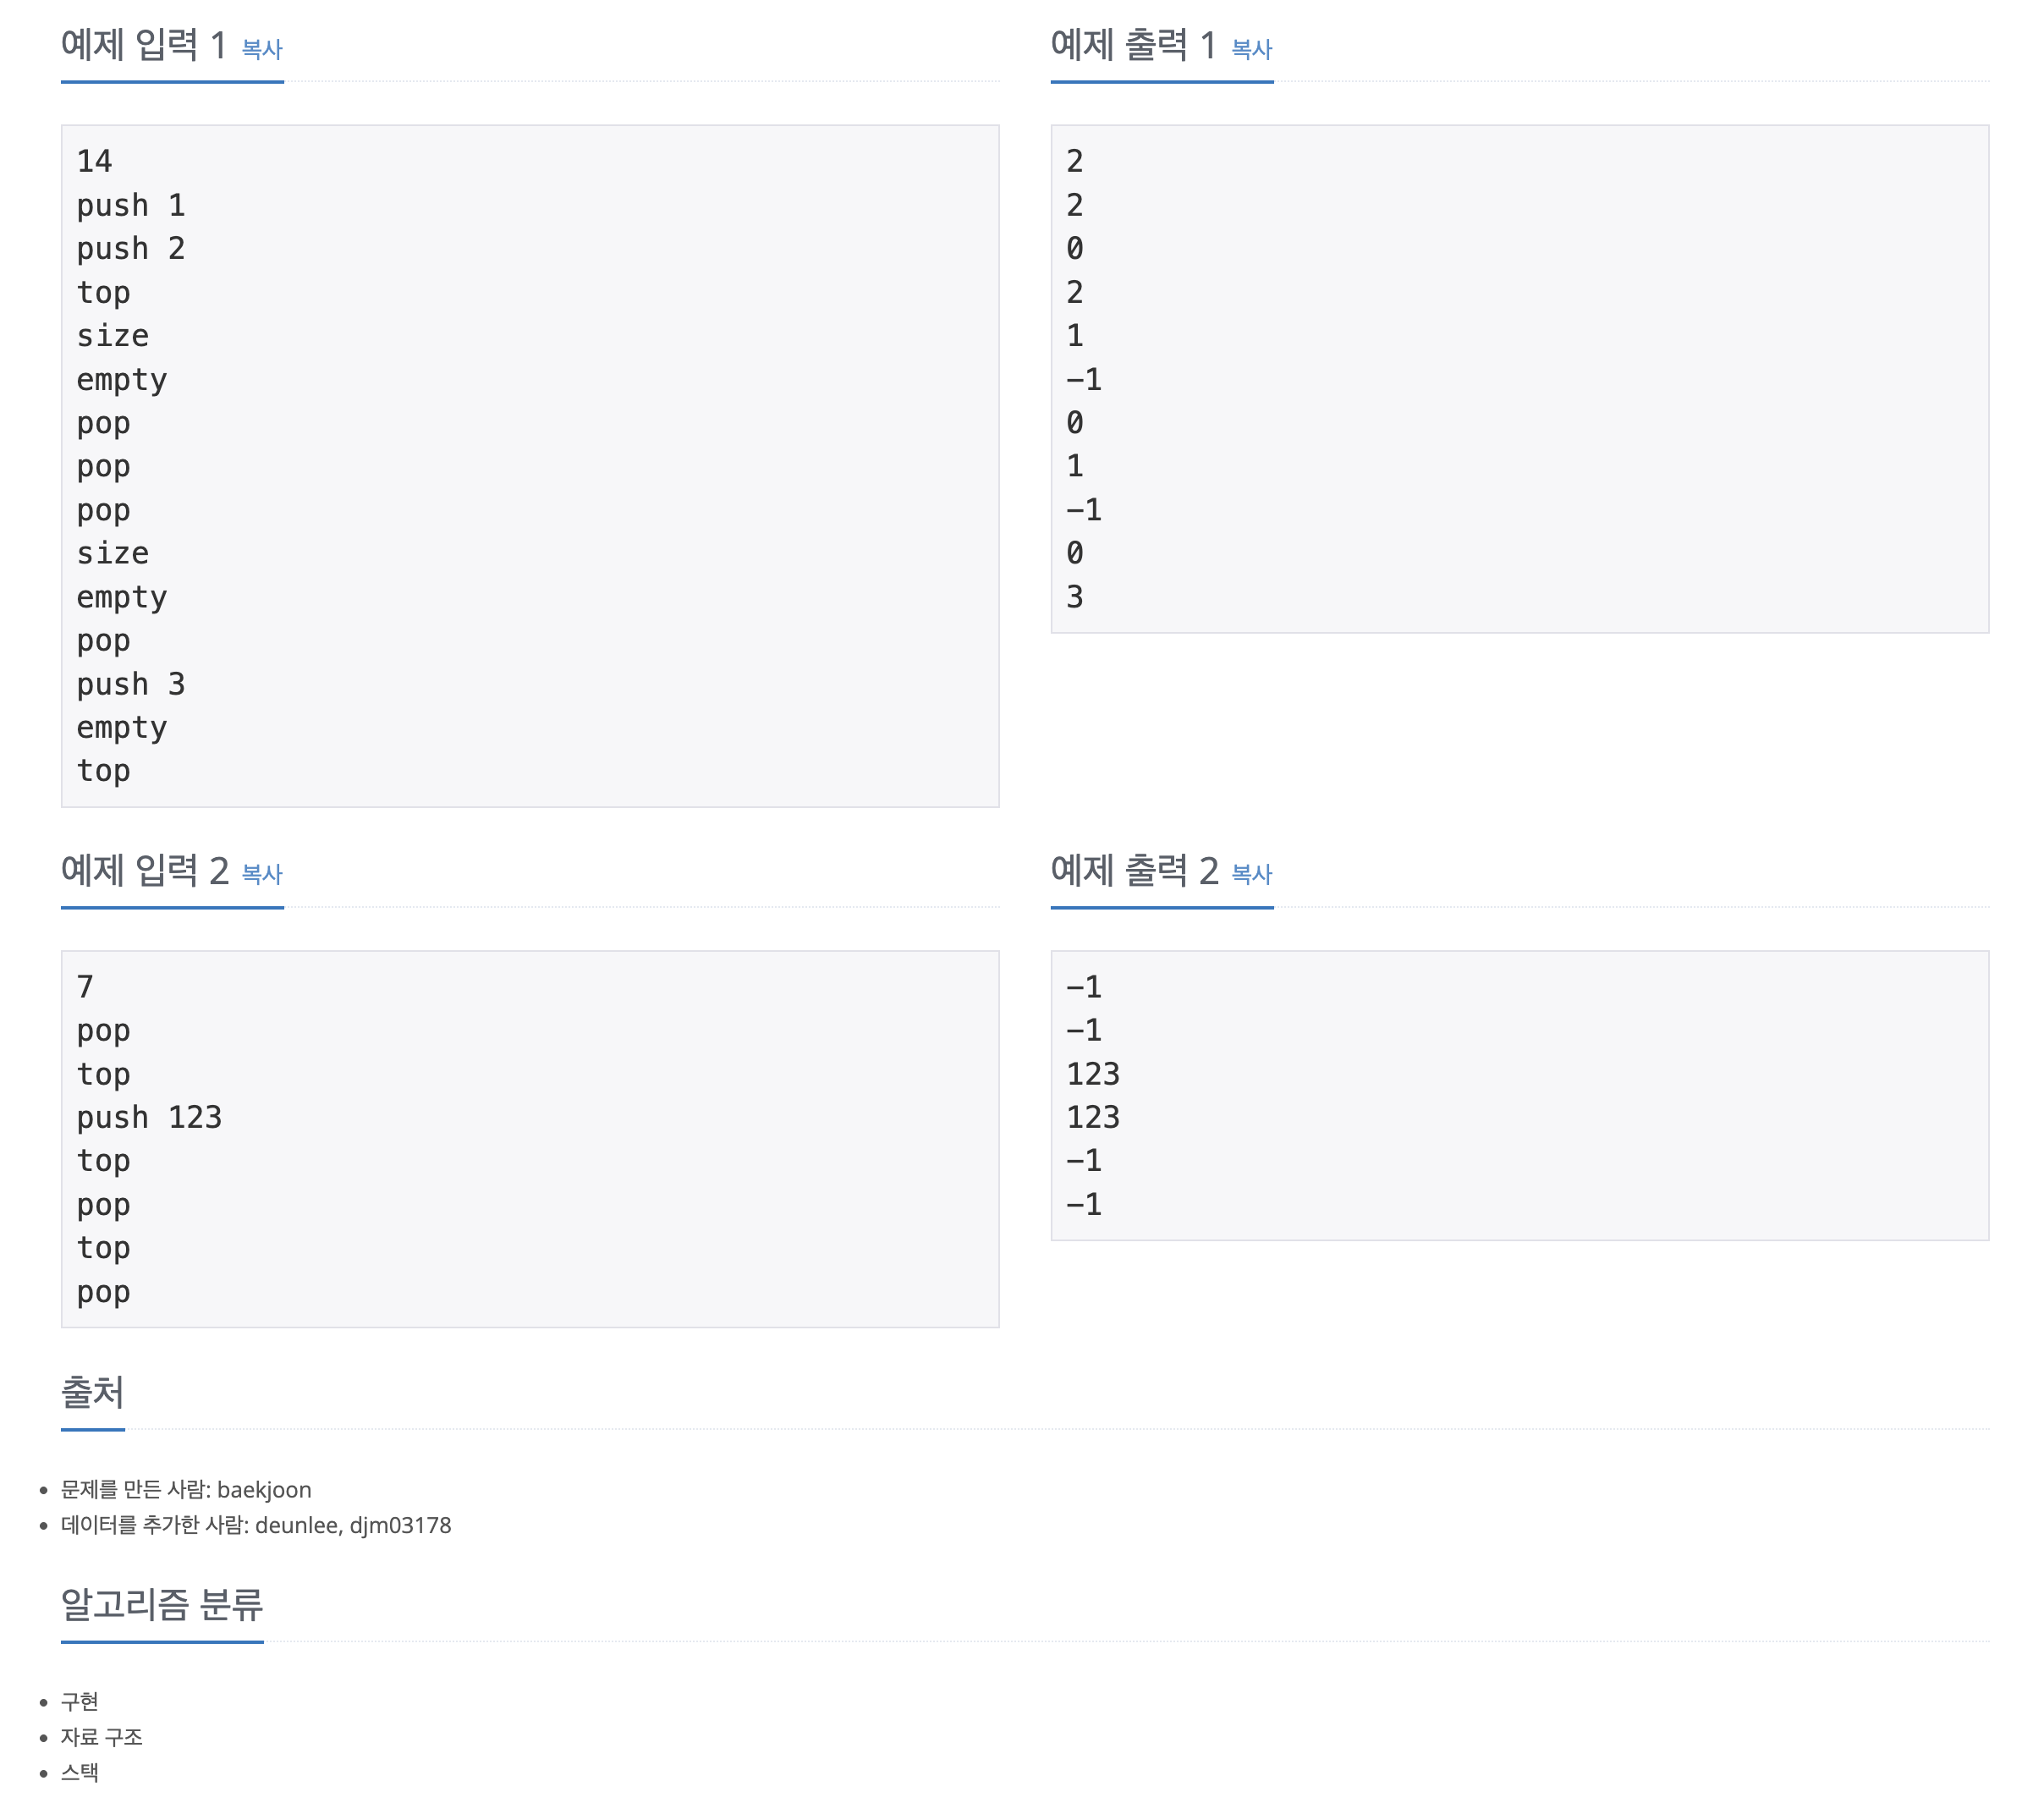 예제 입력 1 복사
14
push 1
push 2
top
size
empty
pop
pop
pop
size
empty
pop
push 3
empty
top
예제 출력 1 복사
2
2
0
2
1
-1
0
1
-1
0
3
예제 입력 2 복사
7
pop
top
push 123
top
pop
top
pop
예제 출력 2 복사
-1
-1
123
123
-1
-1
출처
문제를 만든 사람: baekjoon
데이터를 추가한 사람: deunlee, djm03178
알고리즘 분류
구현
자료 구조
스택